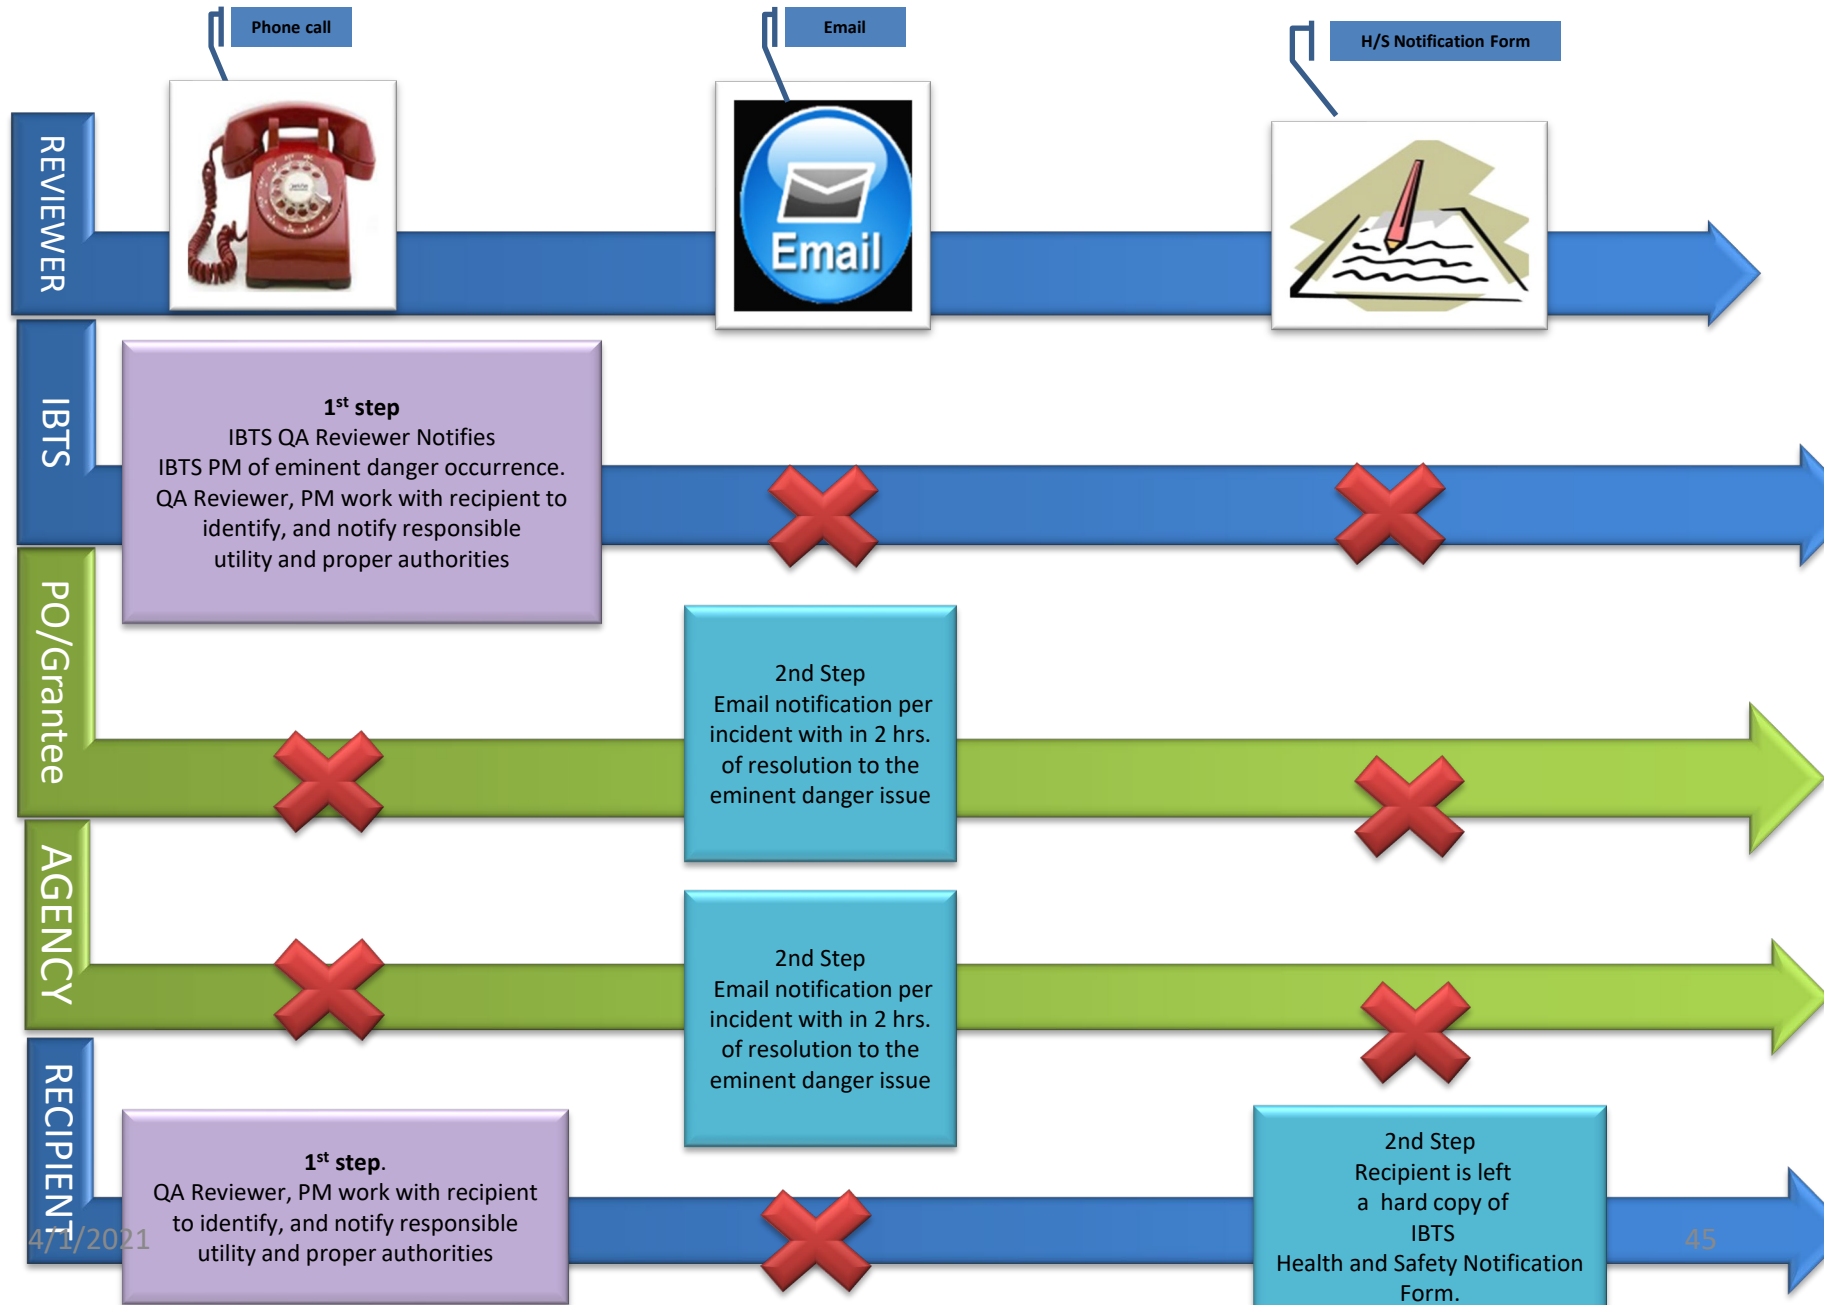 Phone call
Email
H/S Notification Form
REVIEWER
Email
IBTS
1st step
IBTS QA Reviewer Notifies
IBTS PM of eminent danger occurrence.
QA Reviewer, PM work with recipient to
identify, and notify responsible
utility and proper authorities
PO/Grantee
2nd Step
Email notification per
incident with in 2 hrs.
of resolution to the
eminent danger issue
AGENCY
2nd Step
Email notification per
incident with in 2 hrs.
of resolution to the
eminent danger issue
RECIPIENT
1st step.
QA Reviewer, PM work with recipient
to identify, and notify responsible
utility and proper authorities
2nd Step
Recipient is left
a hard copy of
IBTS
Health and Safety Notification
Form.
4/1/2021
45